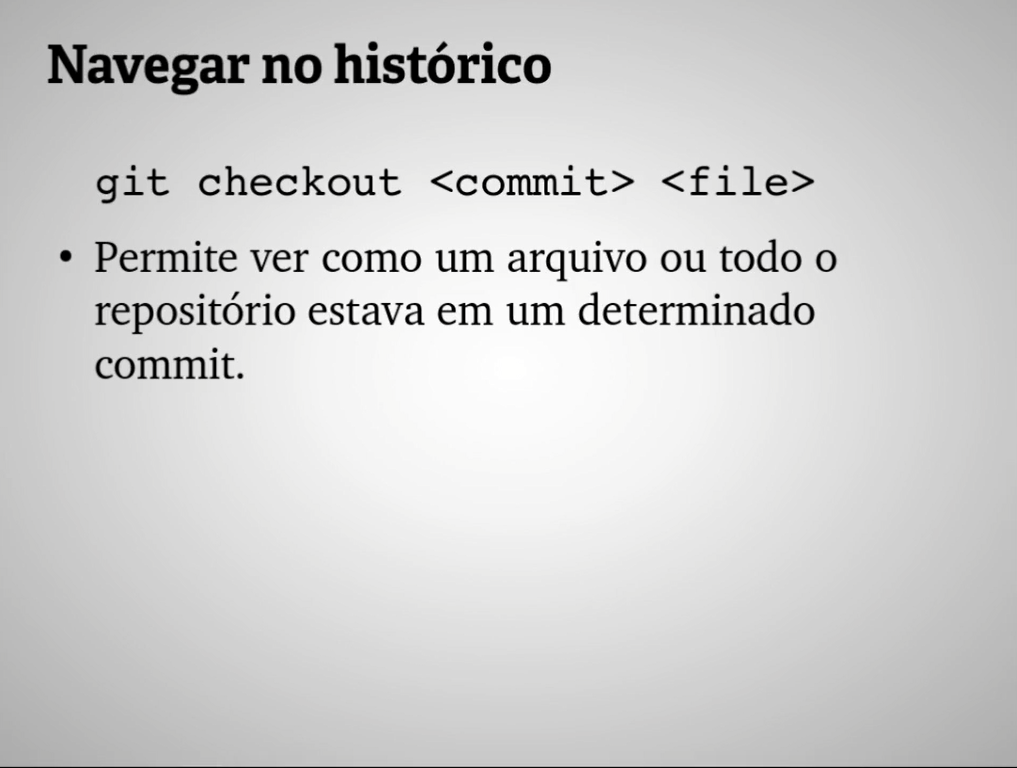 Navegar no histórico
git checkout <commit> <file>
• Permite ver como um arquivo ou todo o
repositório estava em um determinado
commit.